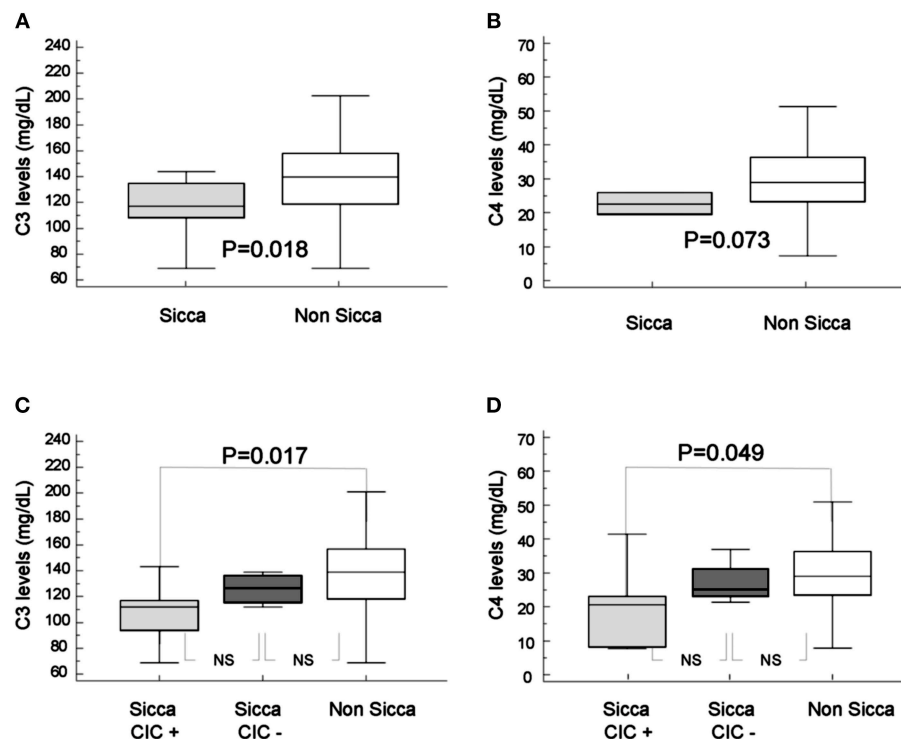 A
C3 levels (mg/dL)
240
220
200
180
160
140
120
100
80
60
P=0.018
Sicca Non Sicca
B
C4 levels (mg/dL)
70
60
50
40
30
20
10
0
P=0.073
Sicca Non Sicca
C
C3 levels (mg/dL)
240
220
200
180
160
140
120
100
80
60
P=0.017
NS NS
Sicca Sicca Non Sicca
CIC + CIC -
D
C4 levels (mg/dL)
70
60
50
40
30
20
10
0
P=0.049
NS NS
Sicca Sicca Non Sicca
CIC + CIC -